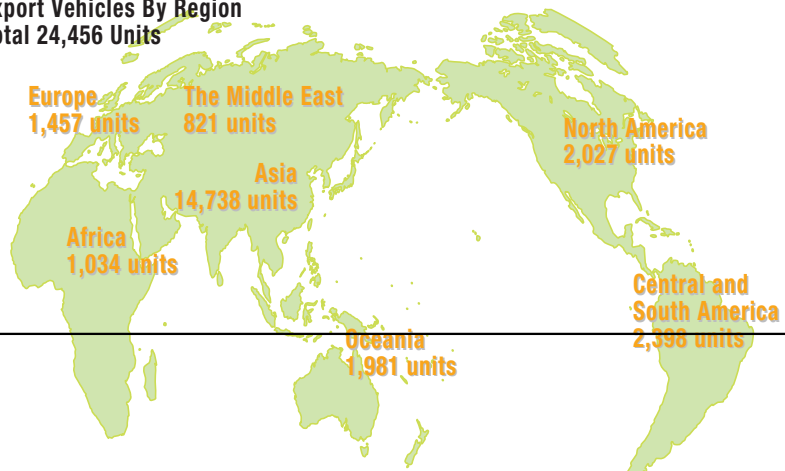 xport Vehicles By Region
otal 24,456 Units
Europe
1,457 units
The Middle East
821 units
North America
2,027 units
Asia
14,738 units
Africa
1,034 units
Central and
South America
2,398 units
Oceania
1,981 units